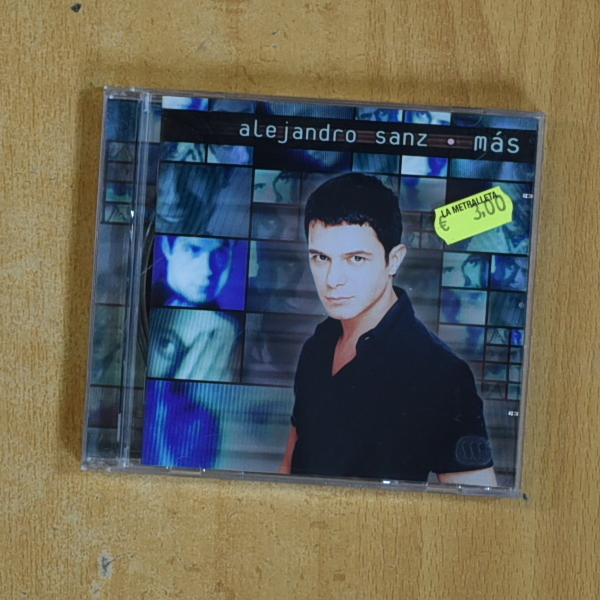 alejandro sanz • más
LA METRALLETA
€ 3,00